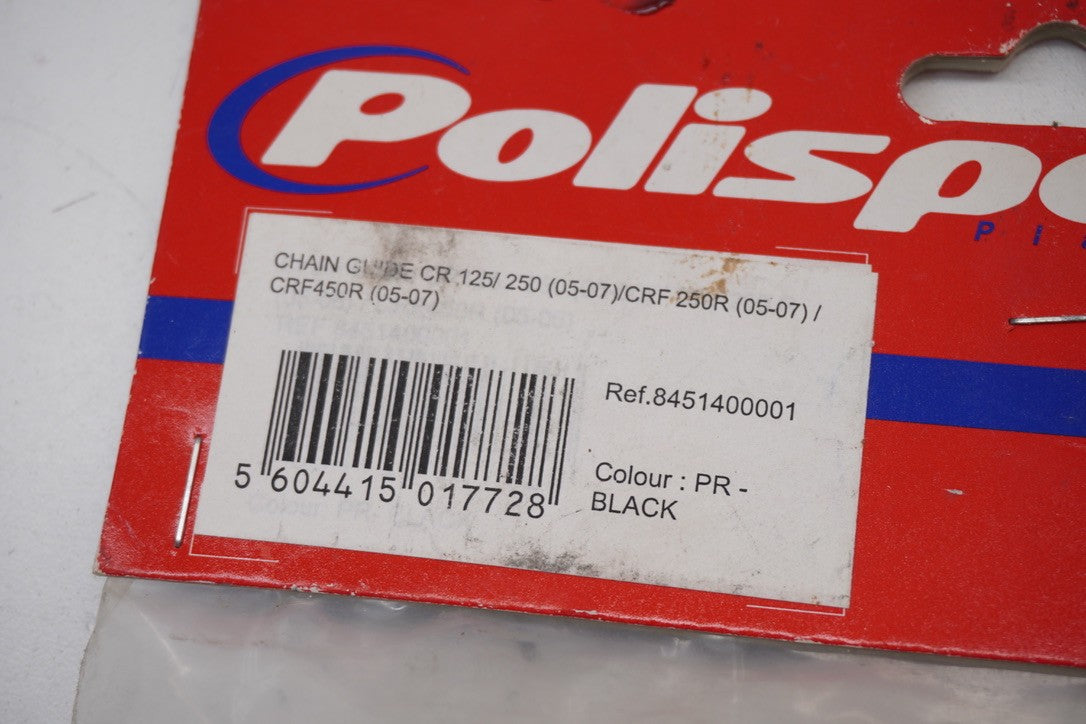 Polispo
CHAIN GUIDE CR 125/ 250 (05-07)/CRF 250R (05-07) /
CRF450R (05-07)
Ref.8451400001
Colour : PR -
BLACK
5 604415 017728